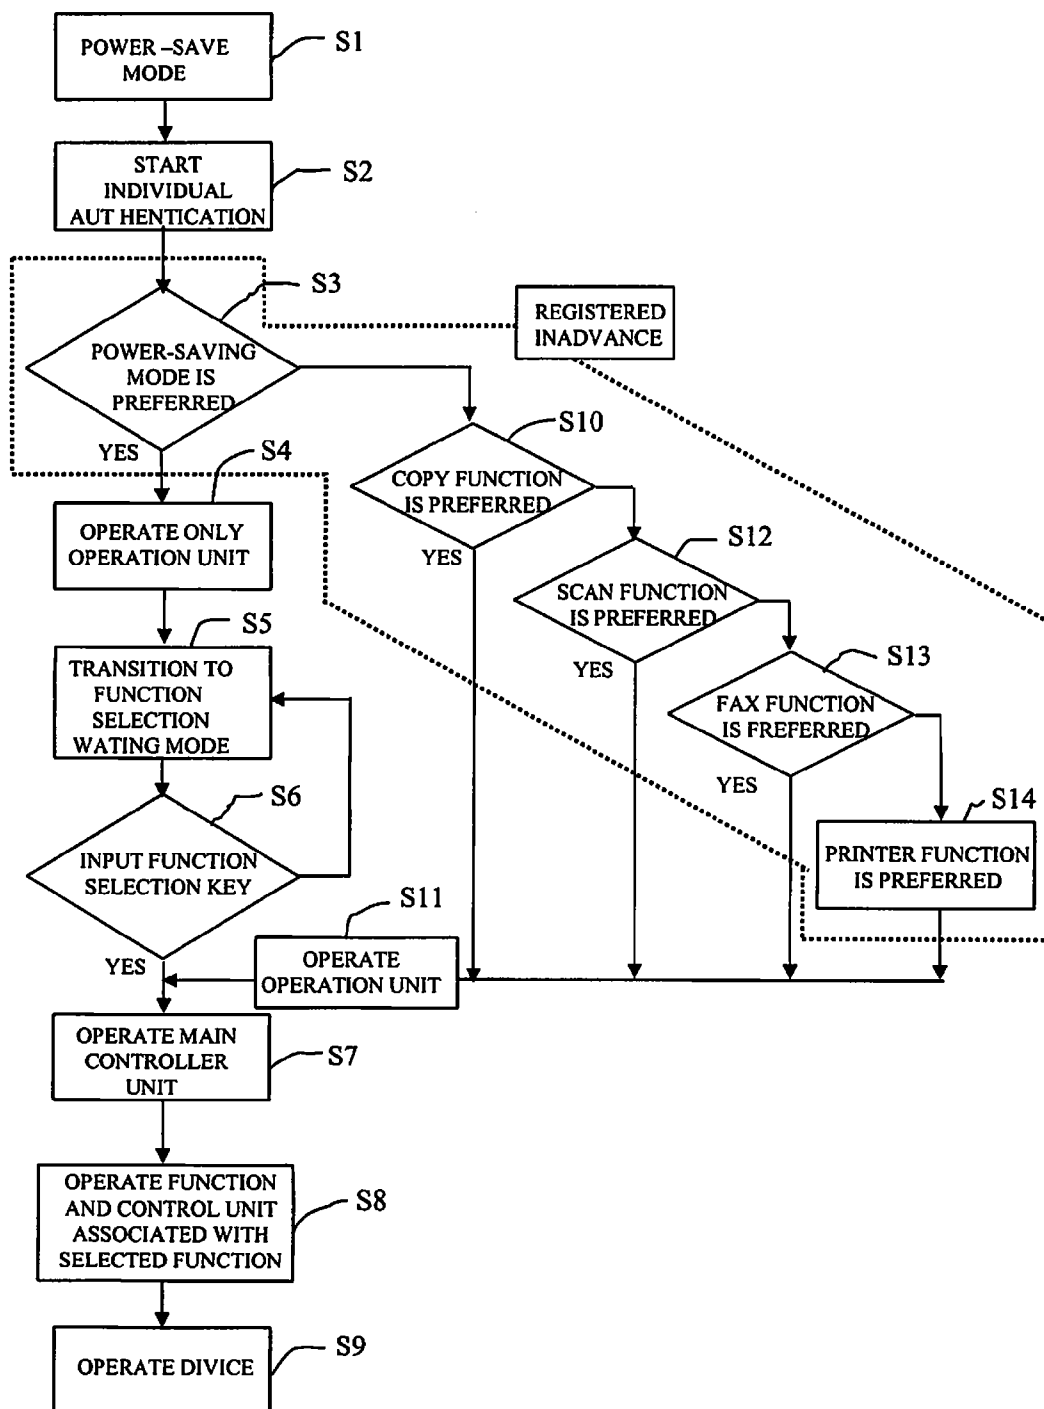 POWER –SAVE
MODE
S1
START
INDIVIDUAL
AUT HENTICATION
S2
S3
POWER-SAVING
MODE IS
PREFERRED
YES
REGISTERED
INADVANCE
S4
OPERATE ONLY
OPERATION UNIT
S10
COPY FUNCTION
IS PREFERRED
YES
S12
SCAN FUNCTION
IS PREFERRED
YES
S13
FAX FUNCTION
IS FREFERRED
YES
S14
PRINTER FUNCTION
IS PREFERRED
S5
TRANSITION TO
FUNCTION
SELECTION
WATING MODE
S6
INPUT FUNCTION
SELECTION KEY
YES
S11
OPERATE
OPERATION UNIT
OPERATE MAIN
CONTROLLER
UNIT
S7
OPERATE FUNCTION
AND CONTROL UNIT
ASSOCIATED WITH
SELECTED FUNCTION
S8
OPERATE DIVICE
S9